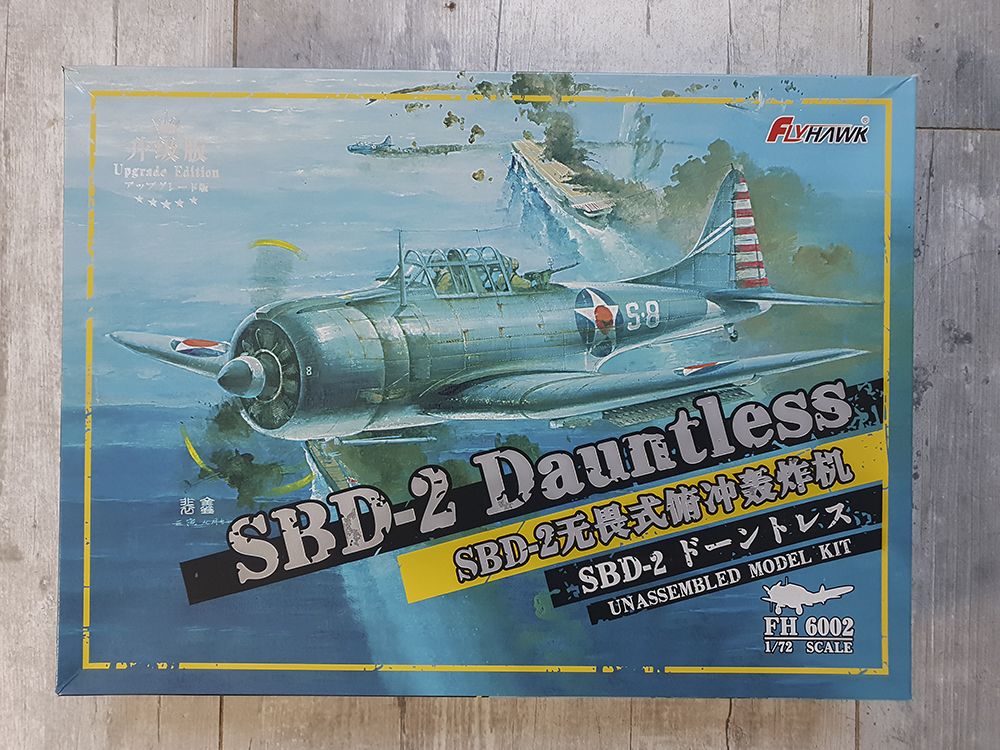 升级版
Upgrade Edition
アップグレード版
FLYHAWK®
S-8
8
SBD-2 Dauntless
SBD-2无畏式俯冲轰炸机
SBD-2 ドーントレス
UNASSEMBLED MODEL KIT
FH 6002
1/72 SCALE